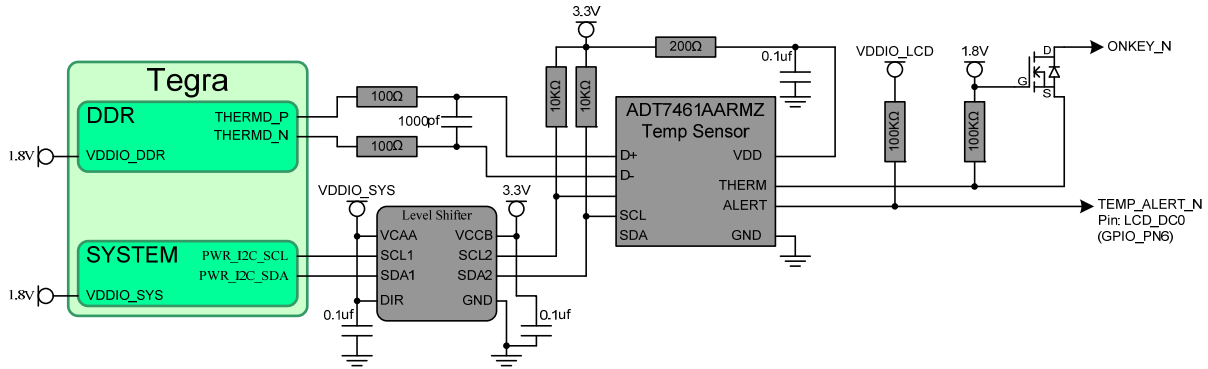 3.3V
200Ω
0.1uf
VDDIO_LCD
1.8V
D
G
S
ONKEY_N
Tegra
DDR
THERMD_P
THERMD_N
1.8V
VDDIO_DDR
100Ω
1000pf
100Ω
10KΩ
10KΩ
ADT7461AARMZ
Temp Sensor
D+
D-
VDD
THERM
ALERT
SCL
SDA
GND
100KΩ
100KΩ
TEMP_ALERT_N
Pin: LCD_DC0
(GPIO_PN6)
VDDIO_SYS
3.3V
Level Shifter
VCAA
VCCB
SCL1
SCL2
SDA1
SDA2
DIR
GND
0.1uf
0.1uf
SYSTEM
PWR_I2C_SCL
PWR_I2C_SDA
1.8V
VDDIO_SYS